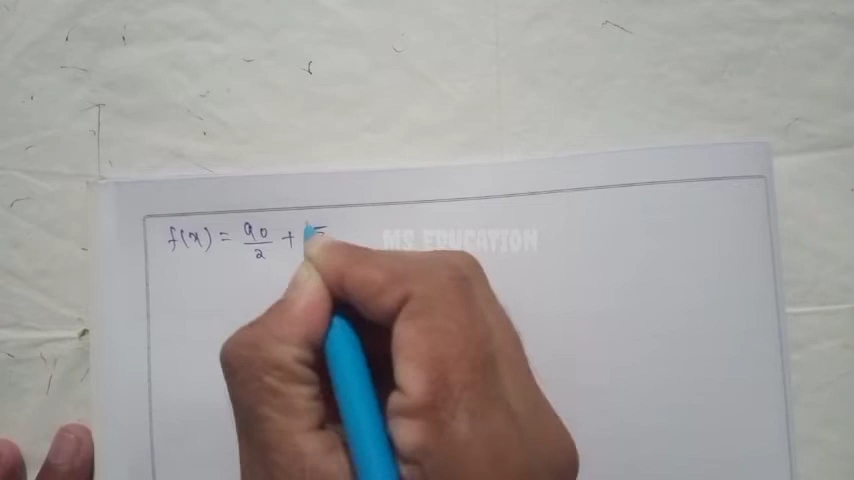 f(x) = a0/2 +
MS EDUCATION